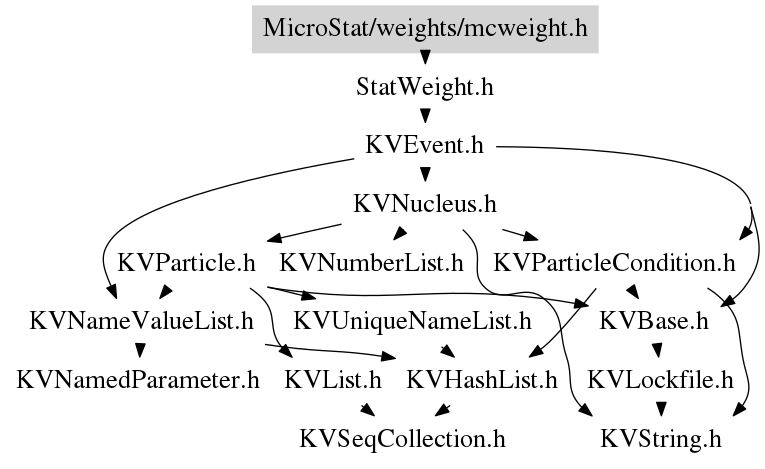 MicroStat/weights/mcweight.h
StatWeight.h
KVEvent.h
KVNucleus.h
KVParticle.h KVNumberList.h KVParticleCondition.h
KVNameValueList.h KVUniqueNameList.h KVBase.h
KVNamedParameter.h KVList.h KVHashList.h KVLockfile.h
KVSeqCollection.h KVString.h